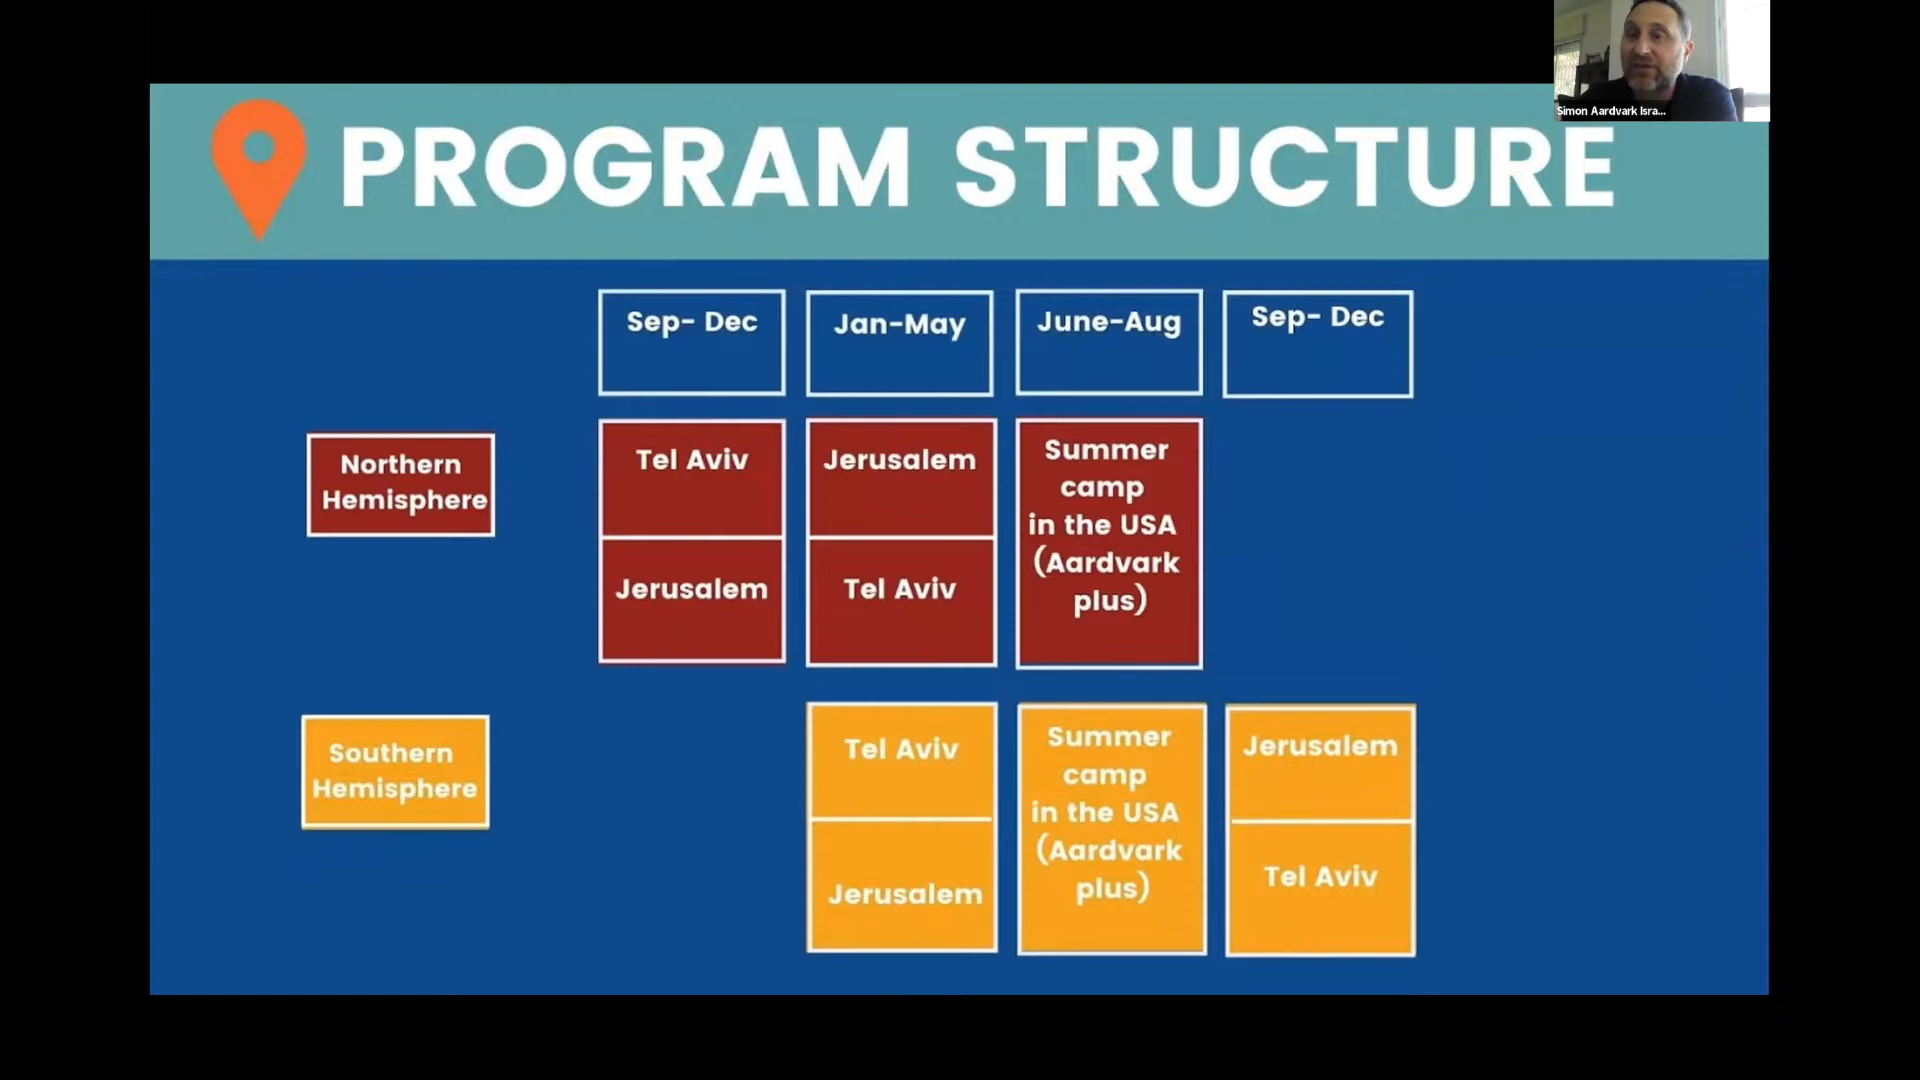 Simon Aardvark Isra...
PROGRAM STRUCTURE
Sep- Dec
Jan-May
June-Aug
Sep- Dec
Northern
Hemisphere
Tel Aviv
Jerusalem
Jerusalem
Tel Aviv
Summer
camp
in the USA
(Aardvark
plus)
Southern
Hemisphere
Tel Aviv
Jerusalem
Summer
camp
in the USA
(Aardvark
plus)
Jerusalem
Tel Aviv